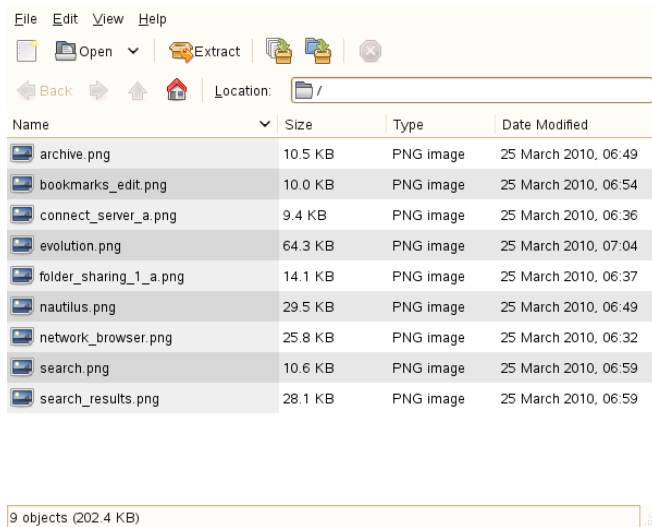 File Edit View Help
Open Extract
Back Location: /
Name Size Type Date Modified
archive.png 10.5 KB PNG image 25 March 2010, 06:49
bookmarks_edit.png 10.0 KB PNG image 25 March 2010, 06:54
connect_server_a.png 9.4 KB PNG image 25 March 2010, 06:36
evolution.png 64.3 KB PNG image 25 March 2010, 07:04
folder_sharing_1_a.png 14.1 KB PNG image 25 March 2010, 06:37
nautilus.png 29.5 KB PNG image 25 March 2010, 06:49
network_browser.png 25.8 KB PNG image 25 March 2010, 06:32
search.png 10.6 KB PNG image 25 March 2010, 06:59
search_results.png 28.1 KB PNG image 25 March 2010, 06:59
9 objects (202.4 KB)